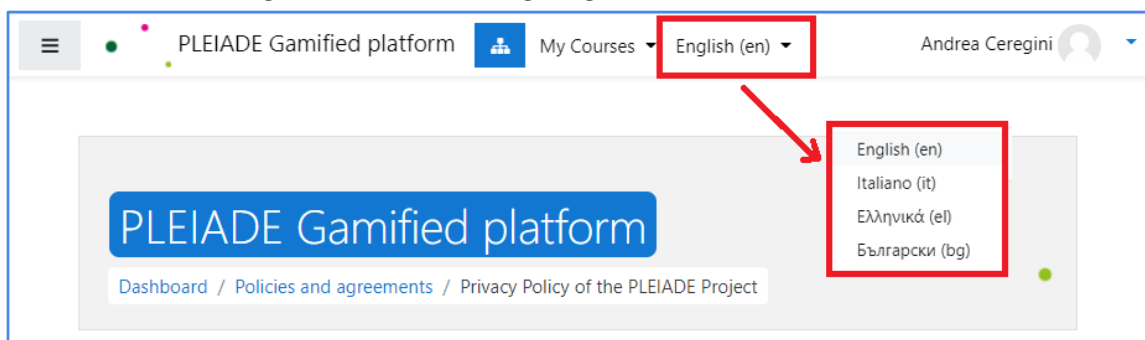 PLEIADE Gamified platform My Courses English (en) Andrea Ceregini
English (en)
Italiano (it)
Ελληνικά (el)
Български (bg)
PLEIADE Gamified platform
Dashboard / Policies and agreements / Privacy Policy of the PLEIADE Project